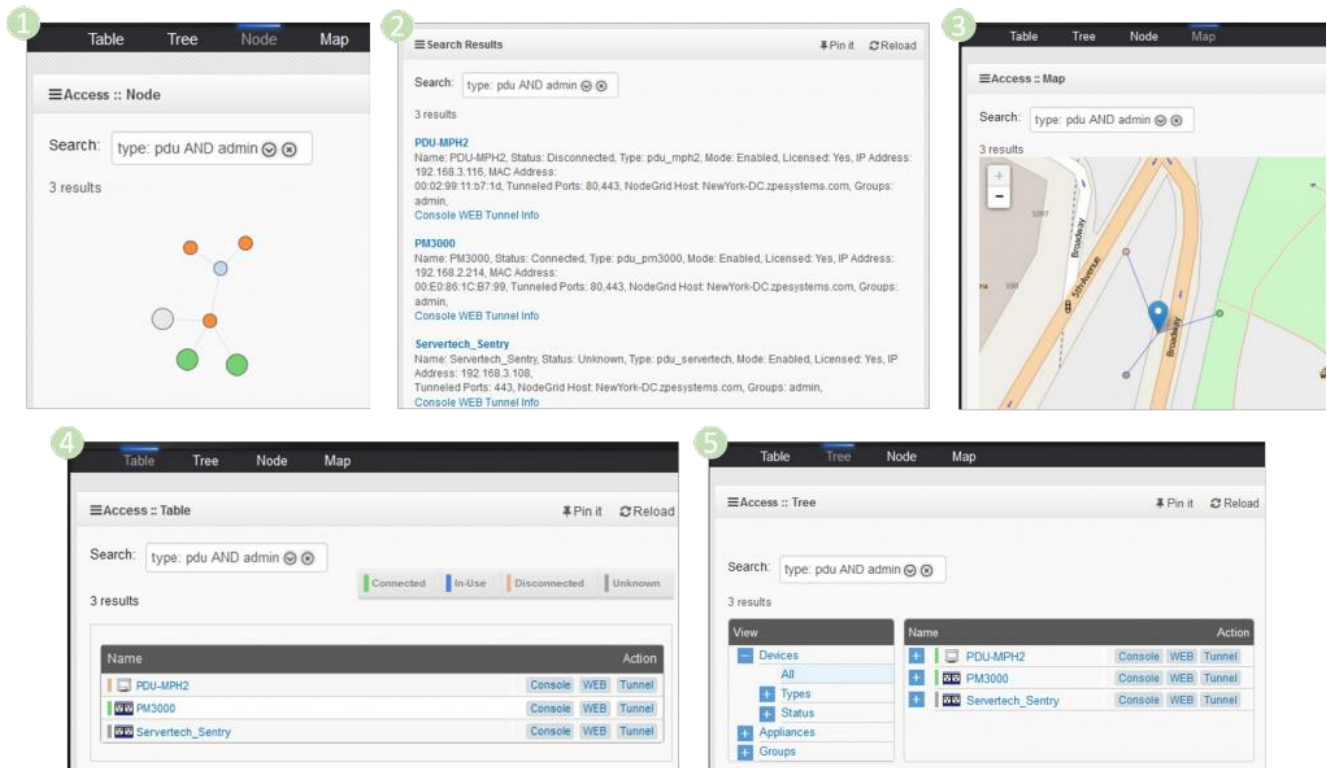 1
Table Tree Node Map
Access :: Node
Search: type: pdu AND admin
3 results
2
Search Results Pin it Reload
Search: type: pdu AND admin
3 results
PDU-MPH2
Name: PDU-MPH2, Status: Disconnected, Type: pdu_mph2, Mode: Enabled, Licensed: Yes, IP Address:
192.168.3.116, MAC Address:
00:02:99:11:b7:1d, Tunneled Ports: 80,443, NodeGrid Host: NewYork-DC.zpesystems.com, Groups:
admin,
Console WEB Tunnel Info
PM3000
Name: PM3000, Status: Connected, Type: pdu_pm3000, Mode: Enabled, Licensed: Yes, IP Address:
192.168.2.214, MAC Address:
00:E0:86:1C:B7:99, Tunneled Ports: 80,443, NodeGrid Host: NewYork-DC.zpesystems.com, Groups:
admin,
Console WEB Tunnel Info
Servertech_Sentry
Name: Servertech_Sentry, Status: Unknown, Type: pdu_servertech, Mode: Enabled, Licensed: Yes, IP
Address: 192.168.3.108,
Tunneled Ports: 443, NodeGrid Host: NewYork-DC.zpesystems.com, Groups: admin,
Console WEB Tunnel Info
3
Table Tree Node Map
Access :: Map
Search: type: pdu AND admin
3 results
+
-
1097
Broadway
5th Avenue
190
Broadway
4
Table Tree Node Map
Access :: Table Pin it Reload
Search: type: pdu AND admin
Connected In-Use Disconnected Unknown
3 results
Name Action
PDU-MPH2 Console WEB Tunnel
PM3000 Console WEB Tunnel
Servertech_Sentry Console WEB Tunnel
5
Table Tree Node Map
Access :: Tree Pin it Reload
Search: type: pdu AND admin
3 results
View Name Action
Devices PDU-MPH2 Console WEB Tunnel
All PM3000 Console WEB Tunnel
Types Servertech_Sentry Console WEB Tunnel
Status
Appliances
Groups